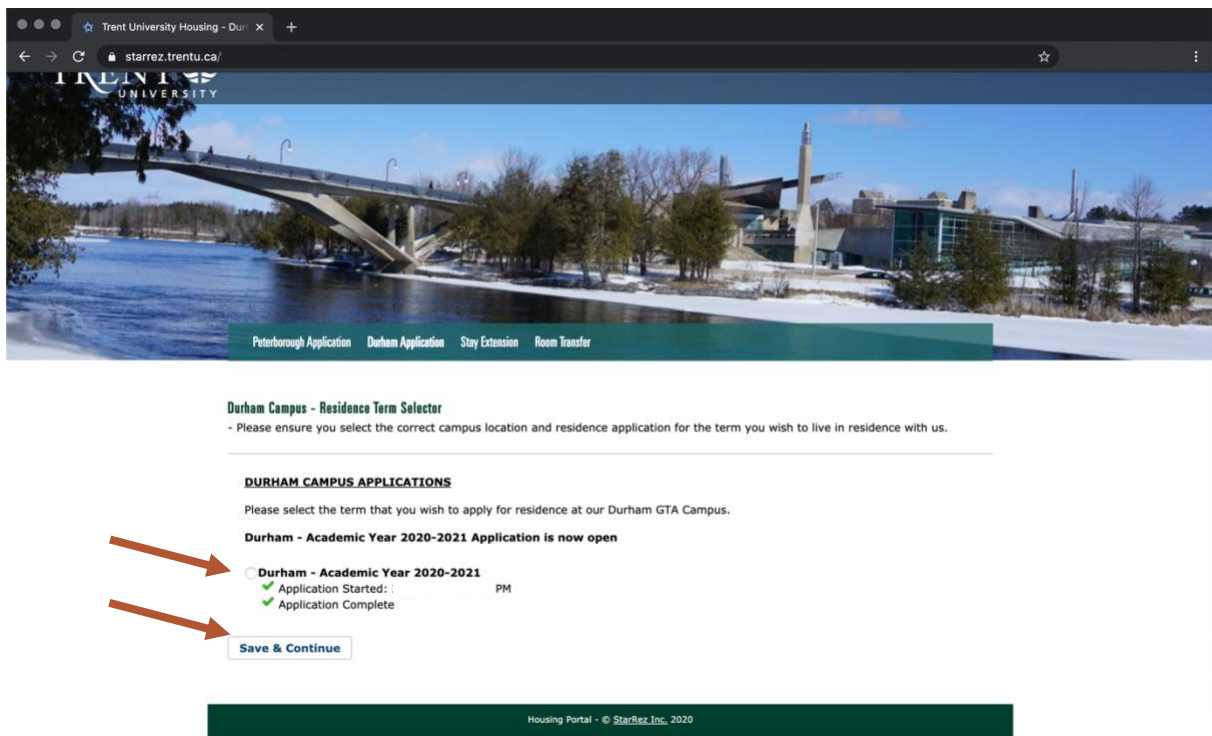 Trent University Housing - Dur
starrez.trentu.ca/
TRENT
UNIVERSITY
Peterborough Application Durham Application Stay Extension Room Transfer
Durham Campus - Residence Term Selector
- Please ensure you select the correct campus location and residence application for the term you wish to live in residence with us.
DURHAM CAMPUS APPLICATIONS
Please select the term that you wish to apply for residence at our Durham GTA Campus.
Durham - Academic Year 2020-2021 Application is now open
Durham - Academic Year 2020-2021
Application Started: PM
Application Complete
Save & Continue
Housing Portal - © StarRez Inc. 2020